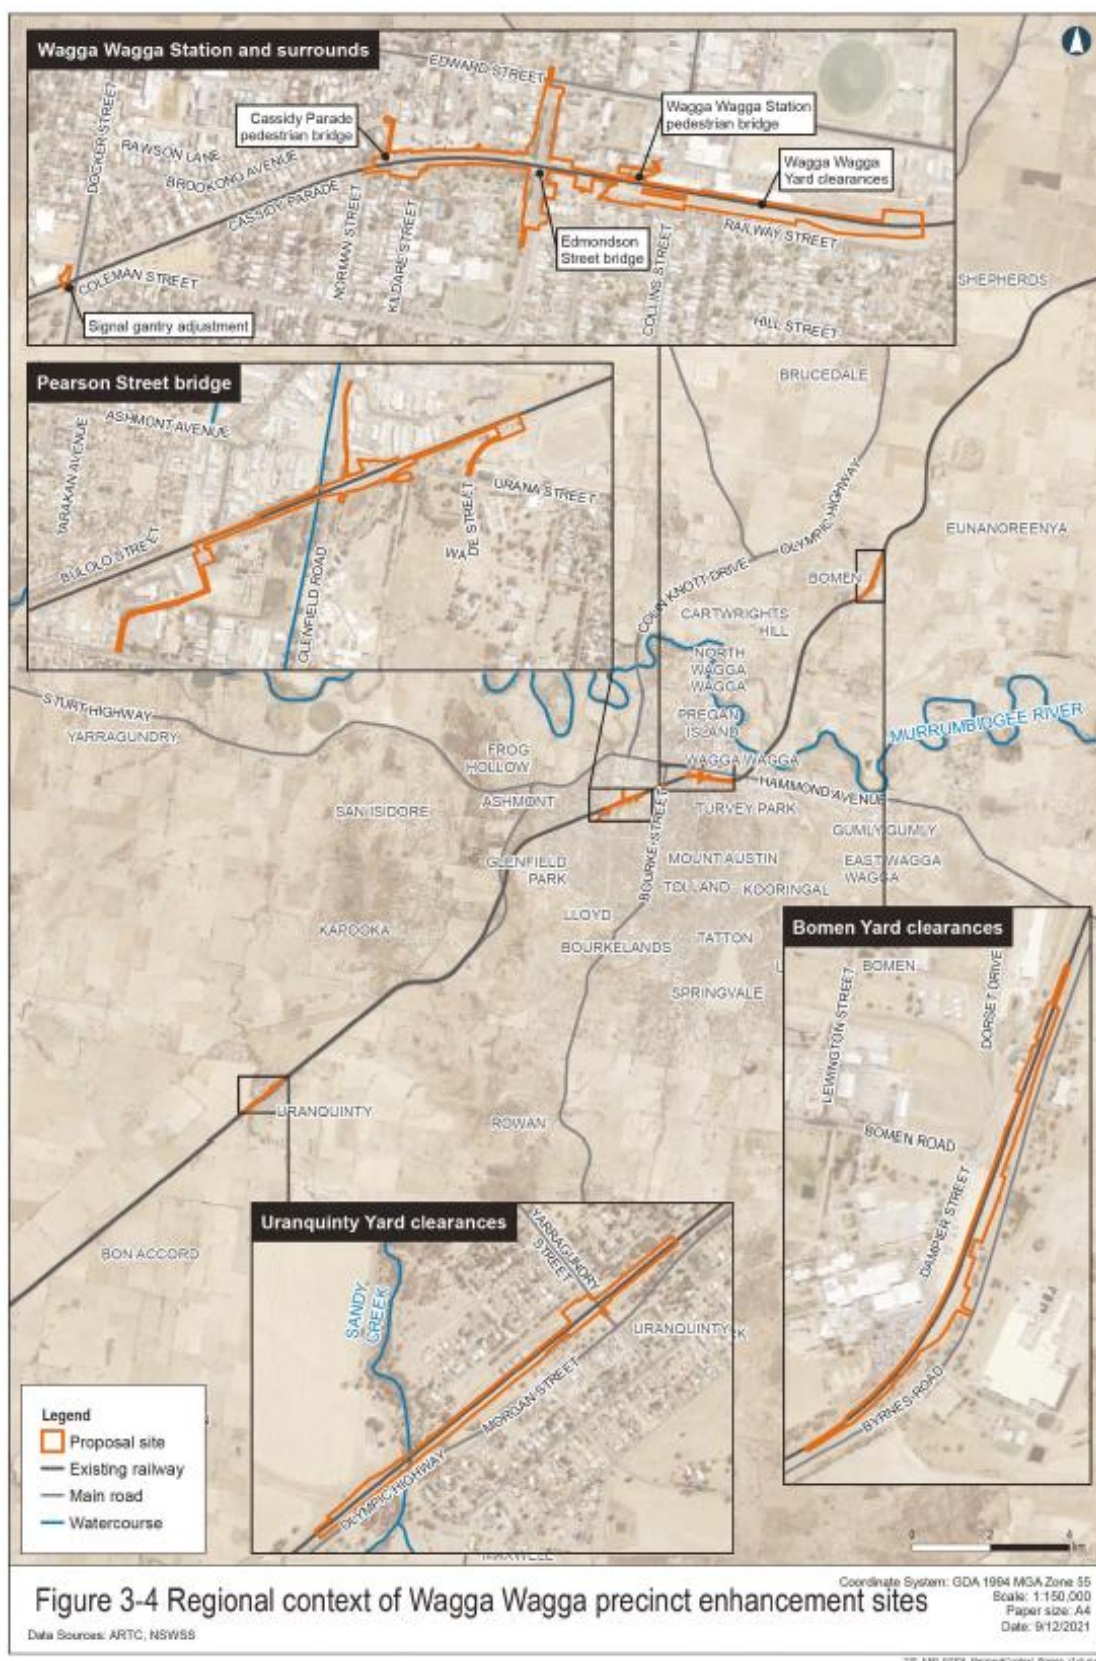 Wagga Wagga Station and surrounds
EDWARD STREET
DOCKER STREET
Cassidy Parade
pedestrian bridge
Wagga Wagga Station
pedestrian bridge
RAWSON LANE
BROOKONG AVENUE
Wagga Wagga
Yard clearances
CASSIDY PARADE
NORMAN STREET
KILDARE STREET
Edmondson
Street bridge
COLLINS STREET
RAILWAY STREET
COLEMAN STREET
Signal gantry adjustment
HILL STREET
SHEPHERDS
Pearson Street bridge
BRUCEDALE
ASHMONT AVENUE
TARAKAN AVENUE
URANA STREET
WADE STREET
WA
BULOLO STREET
GLENFIELD ROAD
OLYMPIC HIGHWAY
EUNANOREENYA
BOMEN
COLIN KNOTT DRIVE
CARTWRIGHTS
HILL
NORTH
WAGGA
WAGGA
STURT HIGHWAY
YARRAGUNDRY
PREGAN
ISLAND
MURRUMBIDGEE RIVER
FROG
HOLLOW
WAGGA WAGGA
HAMMOND AVENUE
SAN ISIDORE
ASHMONT
BOURKE STREET
TURVEY PARK
GUMLY GUMLY
GLENFIELD
PARK
MOUNT AUSTIN
EAST WAGGA
WAGGA
TOLLAND
KOORINGAL
KAPOOKA
LLOYD
BOURKELANDS
TATTON
SPRINGVALE
Bomen Yard clearances
BOMEN
DORSET DRIVE
LEWINGTON STREET
BOMEN ROAD
DAMPIER STREET
BYRNES ROAD
URANQUINTY
ROWAN
BON ACCORD
Uranquinty Yard clearances
YARRAGUNDRY
STREET
SANDY
CREEK
URANQUINTY
MORGAN STREET
OLYMPIC HIGHWAY
MAXWELL
Legend
Proposal site
Existing railway
Main road
Watercourse
0 2 4
km
Figure 3-4 Regional context of Wagga Wagga precinct enhancement sites
Data Sources: ARTC, NSWSS
Coordinate System: GDA 1994 MGA Zone 55
Scale: 1:150,000
Paper size: A4
Date: 9/12/2021